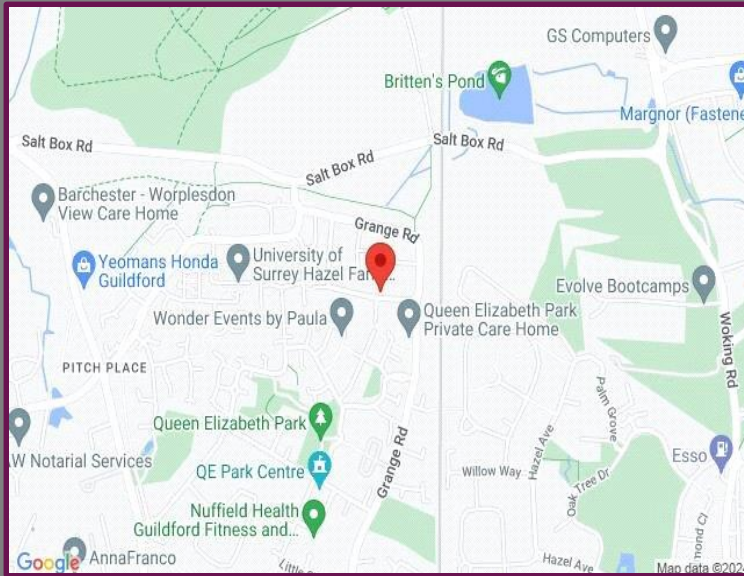 GS Computers
Britten's Pond
Margnor (Fastene
Salt Box Rd
Salt Box Rd
Salt Box Rd
Barchester - Worplesdon
View Care Home
Grange Rd
Yeomans Honda
Guildford
University of
Surrey Hazel Far...
Evolve Bootcamps
Wonder Events by Paula
Queen Elizabeth Park
Private Care Home
Woking Rd
PITCH PLACE
Palm Grove
Queen Elizabeth Park
Grange Rd
Hazel Ave
W Notarial Services
QE Park Centre
Willow Way
Oak Tree Dr
Esso
Nuffield Health
Guildford Fitness and...
mond Cl
AnnaFranco
Hazel Ave
Google
Map data ©2024